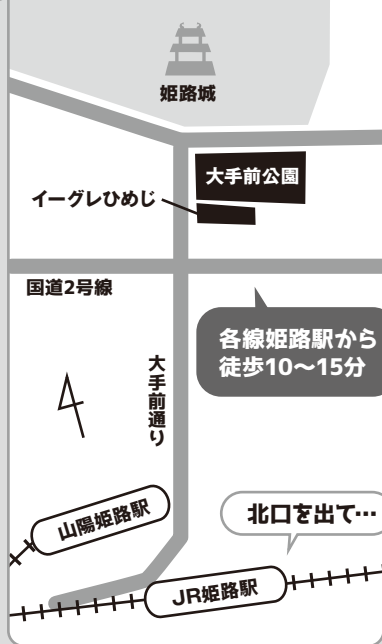 姫路城
大手前公園
イーグレひめじ
国道2号線
各線姫路駅から
徒歩10〜15分
大手前通り
山陽姫路駅
北口を出て…
JR姫路駅